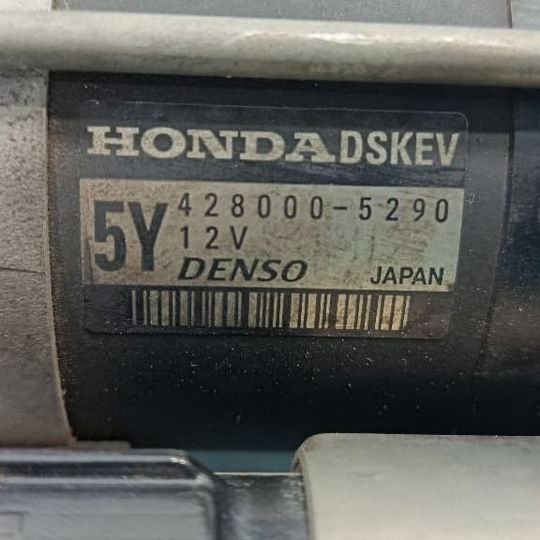 HONDA DSKEV
5Y 428000-5290
12V
DENSO JAPAN